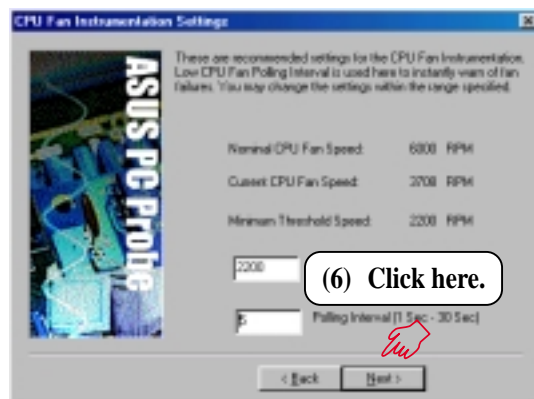 CPU Fan Instrumentation Settings
ASUS PC Probe
These are recommended settings for the CPU Fan Instrumentation.
Low CPU Fan Polling Interval is used here to instantly warn of fan
failures. You may change the settings within the range specified.
Nominal CPU Fan Speed: 6000 RPM
Current CPU Fan Speed: 3708 RPM
Minimum Threshold Speed: 2200 RPM
2200
(6) Click here.
5 Polling Interval (1 Sec - 30 Sec)
< Back Next >